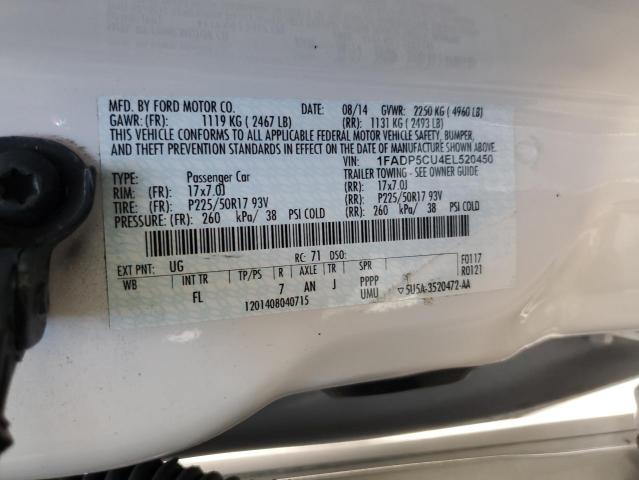 MFD. BY FORD MOTOR CO. DATE: 08/14 GVWR: 2250 KG ( 4960 LB)
GAWR: (FR): 1119 KG ( 2467 LB) (RR): 1131 KG ( 2493 LB)
THIS VEHICLE CONFORMS TO ALL APPLICABLE FEDERAL MOTOR VEHICLE SAFETY, BUMPER,
AND THEFT PREVENTION STANDARDS IN EFFECT ON THE DATE OF MANUFACTURE SHOWN ABOVE.
VIN: 1FADP5CU4EL520450
TYPE: Passenger Car TRAILER TOWING - SEE OWNER GUIDE
RIM: (FR): 17x7.0J (RR): 17x7.0J
TIRE: (FR): P225/50R17 93V (RR): P225/50R17 93V
PRESSURE: (FR): 260 kPa/ 38 PSI COLD (RR): 260 kPa/ 38 PSI COLD
EXT PNT: UG RC: 71 DSO: F0117
WB INT TR TP/PS R AXLE TR SPR R0121
FL 7 AN J PPPP
UMU 5U5A-3520472-AA
1201408040715